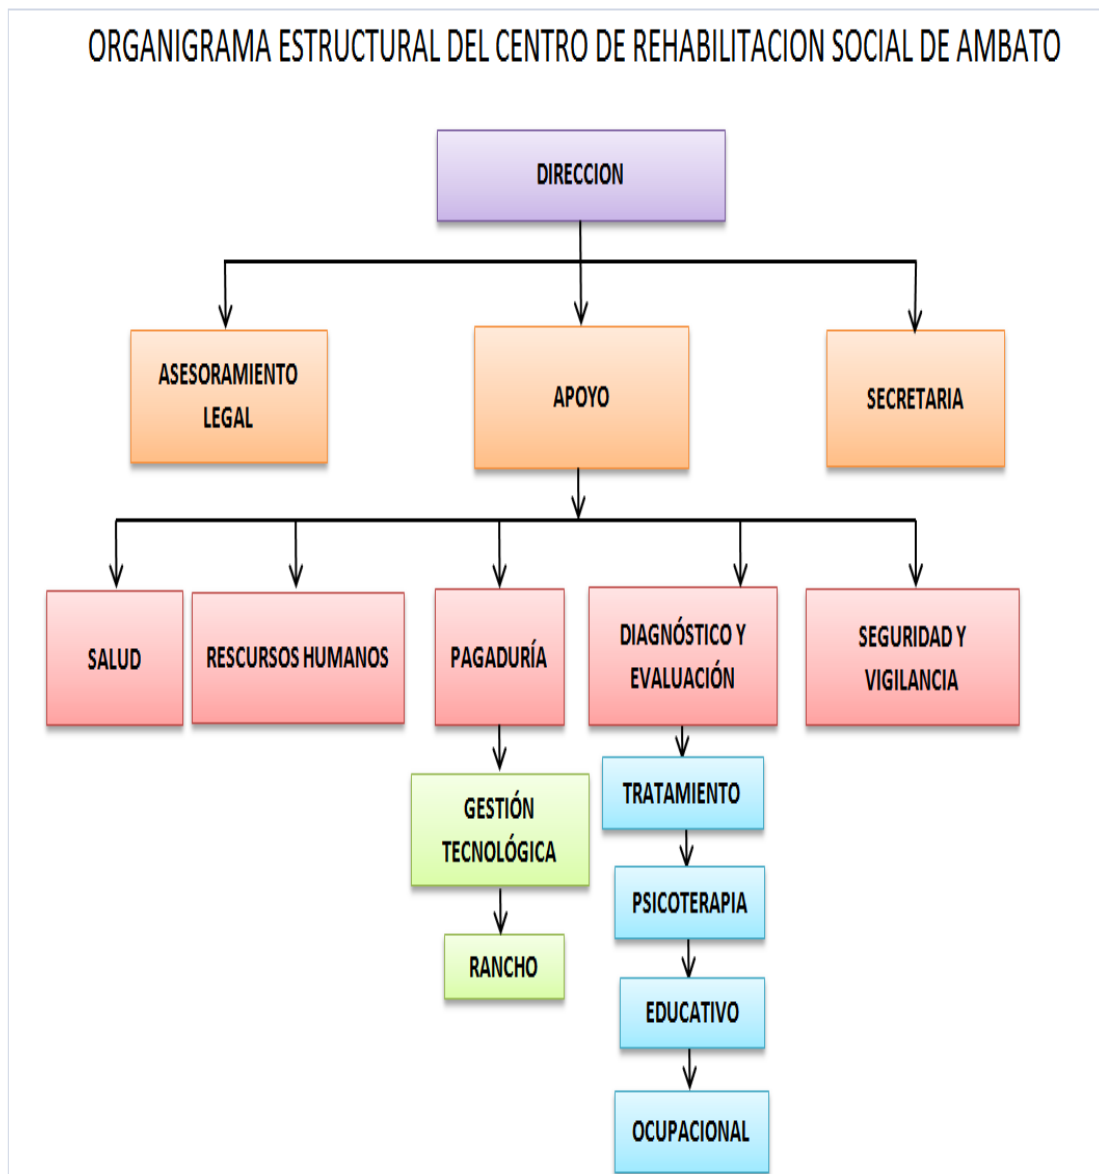 ORGANIGRAMA ESTRUCTURAL DEL CENTRO DE REHABILITACION SOCIAL DE AMBATO
DIRECCION
ASESORAMIENTO
LEGAL
APOYO
SECRETARIA
SALUD
RESCURSOS HUMANOS
PAGADURÍA
DIAGNÓSTICO Y
EVALUACIÓN
SEGURIDAD Y
VIGILANCIA
GESTIÓN
TECNOLÓGICA
RANCHO
TRATAMIENTO
PSICOTERAPIA
EDUCATIVO
OCUPACIONAL